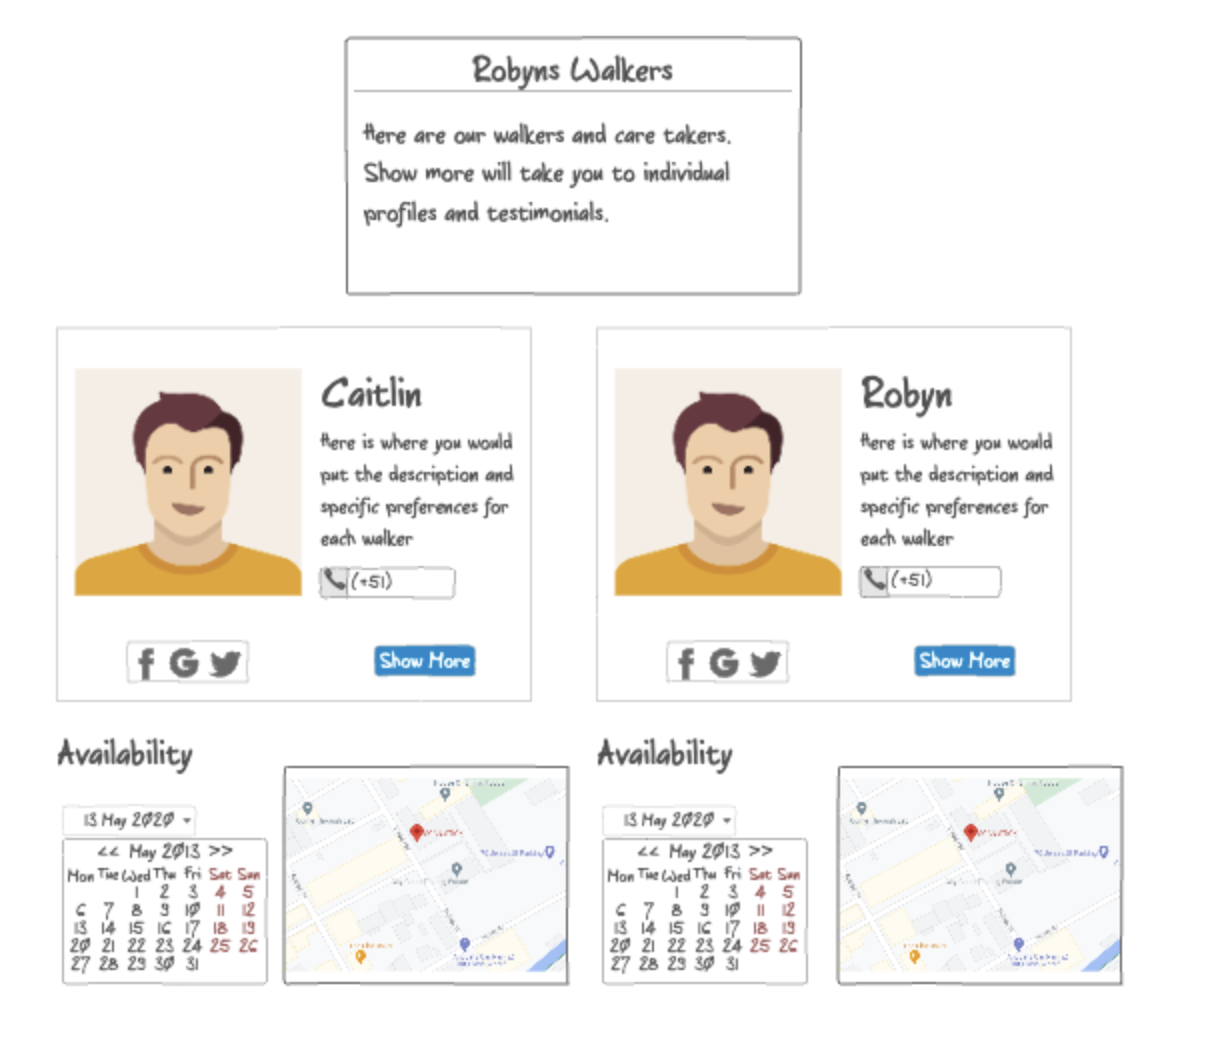 Robyns Walkers
Here are our walkers and care takers.
Show more will take you to individual
profiles and testimonials.
Caitlin
Here is where you would
put the description and
specific preferences for
each walker
(+51)
Show More
Robyn
Here is where you would
put the description and
specific preferences for
each walker
(+51)
Show More
Availability
13 May 2020
<< May 2013 >>
Mon Tue Wed Thu Fri Sat Sun
1 2 3 4 5
6 7 8 9 10 11 12
13 14 15 16 17 18 19
20 21 22 23 24 25 26
27 28 29 30 31
Availability
13 May 2020
<< May 2013 >>
Mon Tue Wed Thu Fri Sat Sun
1 2 3 4 5
6 7 8 9 10 11 12
13 14 15 16 17 18 19
20 21 22 23 24 25 26
27 28 29 30 31